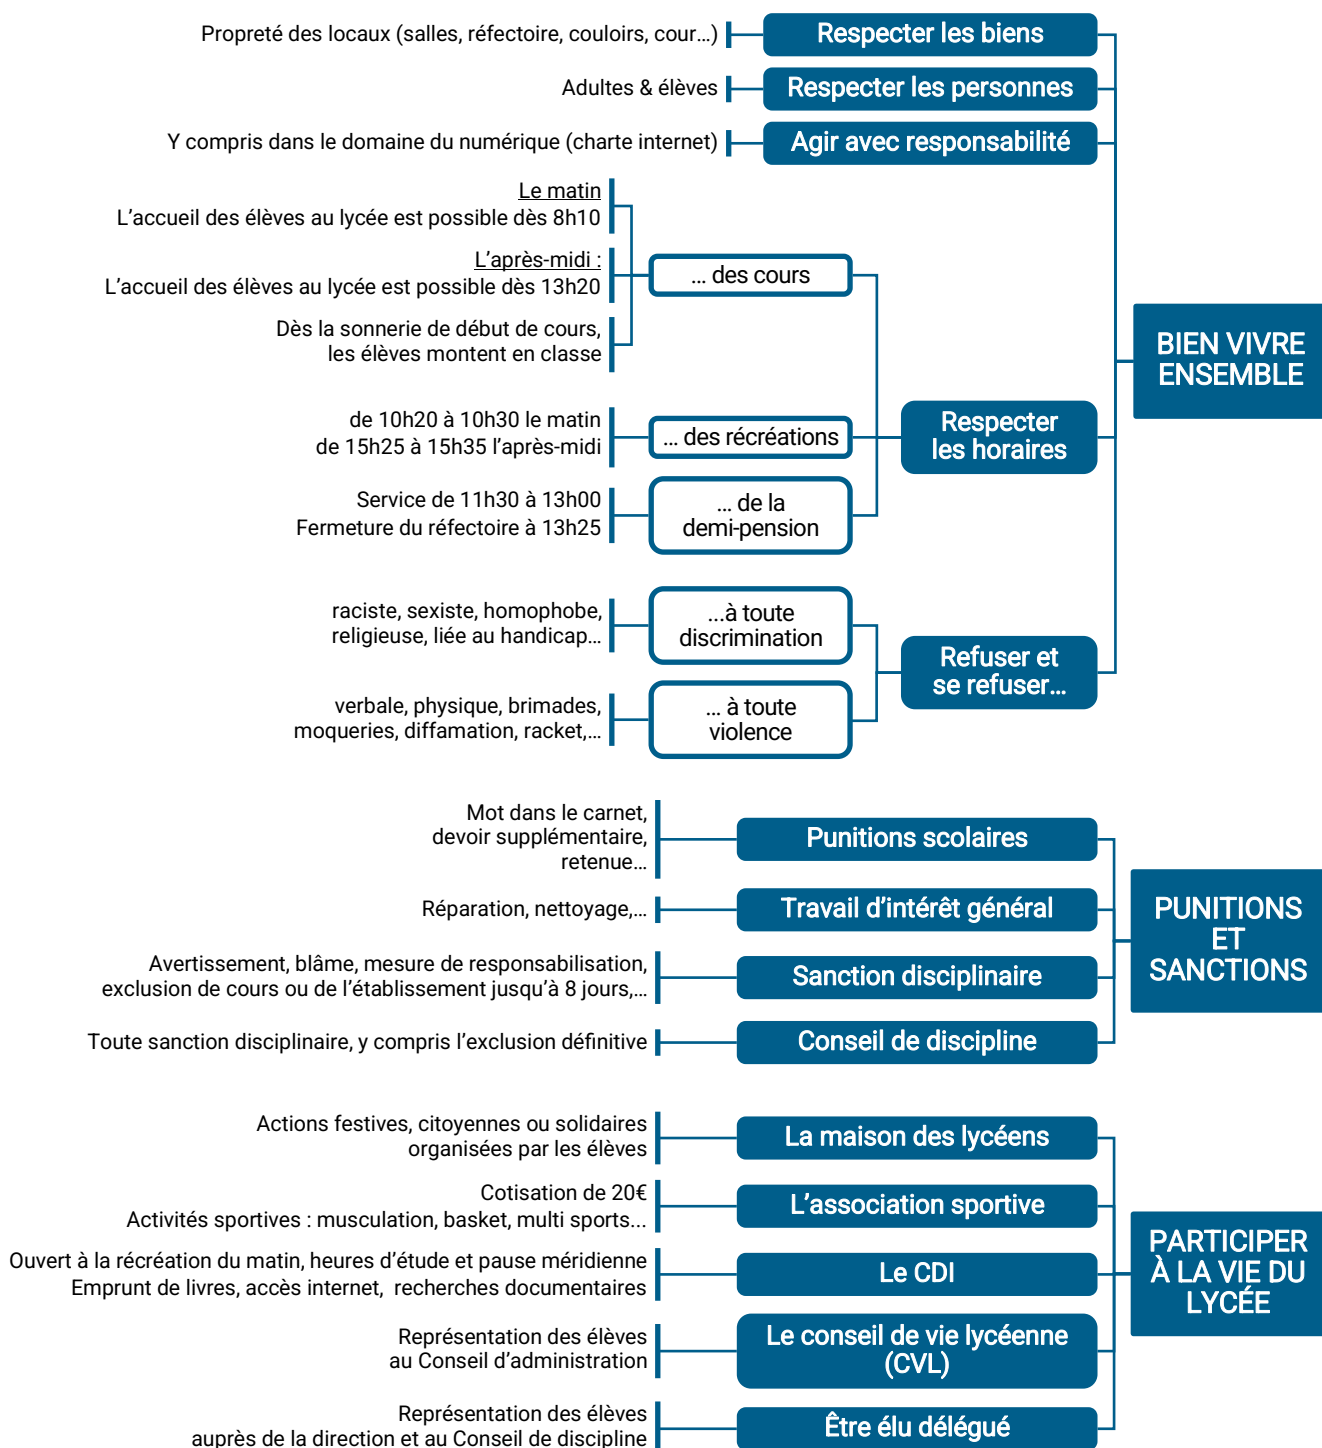 BIEN VIVRE
ENSEMBLE
Respecter les biens
Propreté des locaux (salles, réfectoire, couloirs, cour…)
Respecter les personnes
Adultes & élèves
Agir avec responsabilité
Y compris dans le domaine du numérique (charte internet)
Respecter
les horaires
... des cours
Le matin
L’accueil des élèves au lycée est possible dès 8h10
L’après-midi :
L’accueil des élèves au lycée est possible dès 13h20
Dès la sonnerie de début de cours,
les élèves montent en classe
... des récréations
de 10h20 à 10h30 le matin
de 15h25 à 15h35 l’après-midi
... de la
demi-pension
Service de 11h30 à 13h00
Fermeture du réfectoire à 13h25
Refuser et
se refuser…
...à toute
discrimination
raciste, sexiste, homophobe,
religieuse, liée au handicap…
... à toute
violence
verbale, physique, brimades,
moqueries, diffamation, racket,…
PUNITIONS
ET
SANCTIONS
Punitions scolaires
Mot dans le carnet,
devoir supplémentaire,
retenue…
Travail d’intérêt général
Réparation, nettoyage,…
Sanction disciplinaire
Avertissement, blâme, mesure de responsabilisation,
exclusion de cours ou de l’établissement jusqu’à 8 jours,…
Conseil de discipline
Toute sanction disciplinaire, y compris l’exclusion définitive
PARTICIPER
À LA VIE DU
LYCÉE
La maison des lycéens
Actions festives, citoyennes ou solidaires
organisées par les élèves
L’association sportive
Cotisation de 20€
Activités sportives : musculation, basket, multi sports...
Le CDI
Ouvert à la récréation du matin, heures d’étude et pause méridienne
Emprunt de livres, accès internet, recherches documentaires
Le conseil de vie lycéenne
(CVL)
Représentation des élèves
au Conseil d’administration
Être élu délégué
Représentation des élèves
auprès de la direction et au Conseil de discipline